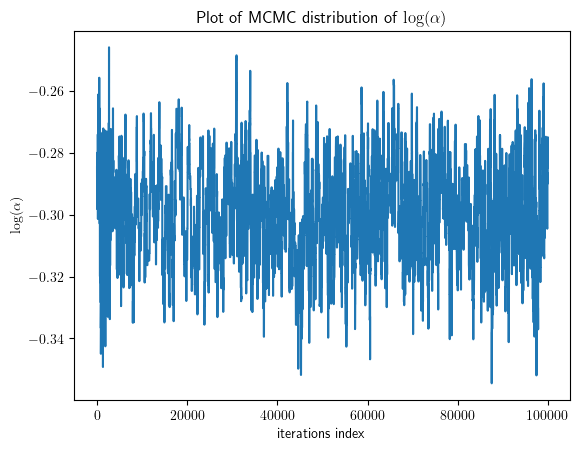 Plot of MCMC distribution of log(α)
−0.26
−0.28
−0.30
−0.32
−0.34
log(α)
0 20000 40000 60000 80000 100000
iterations index